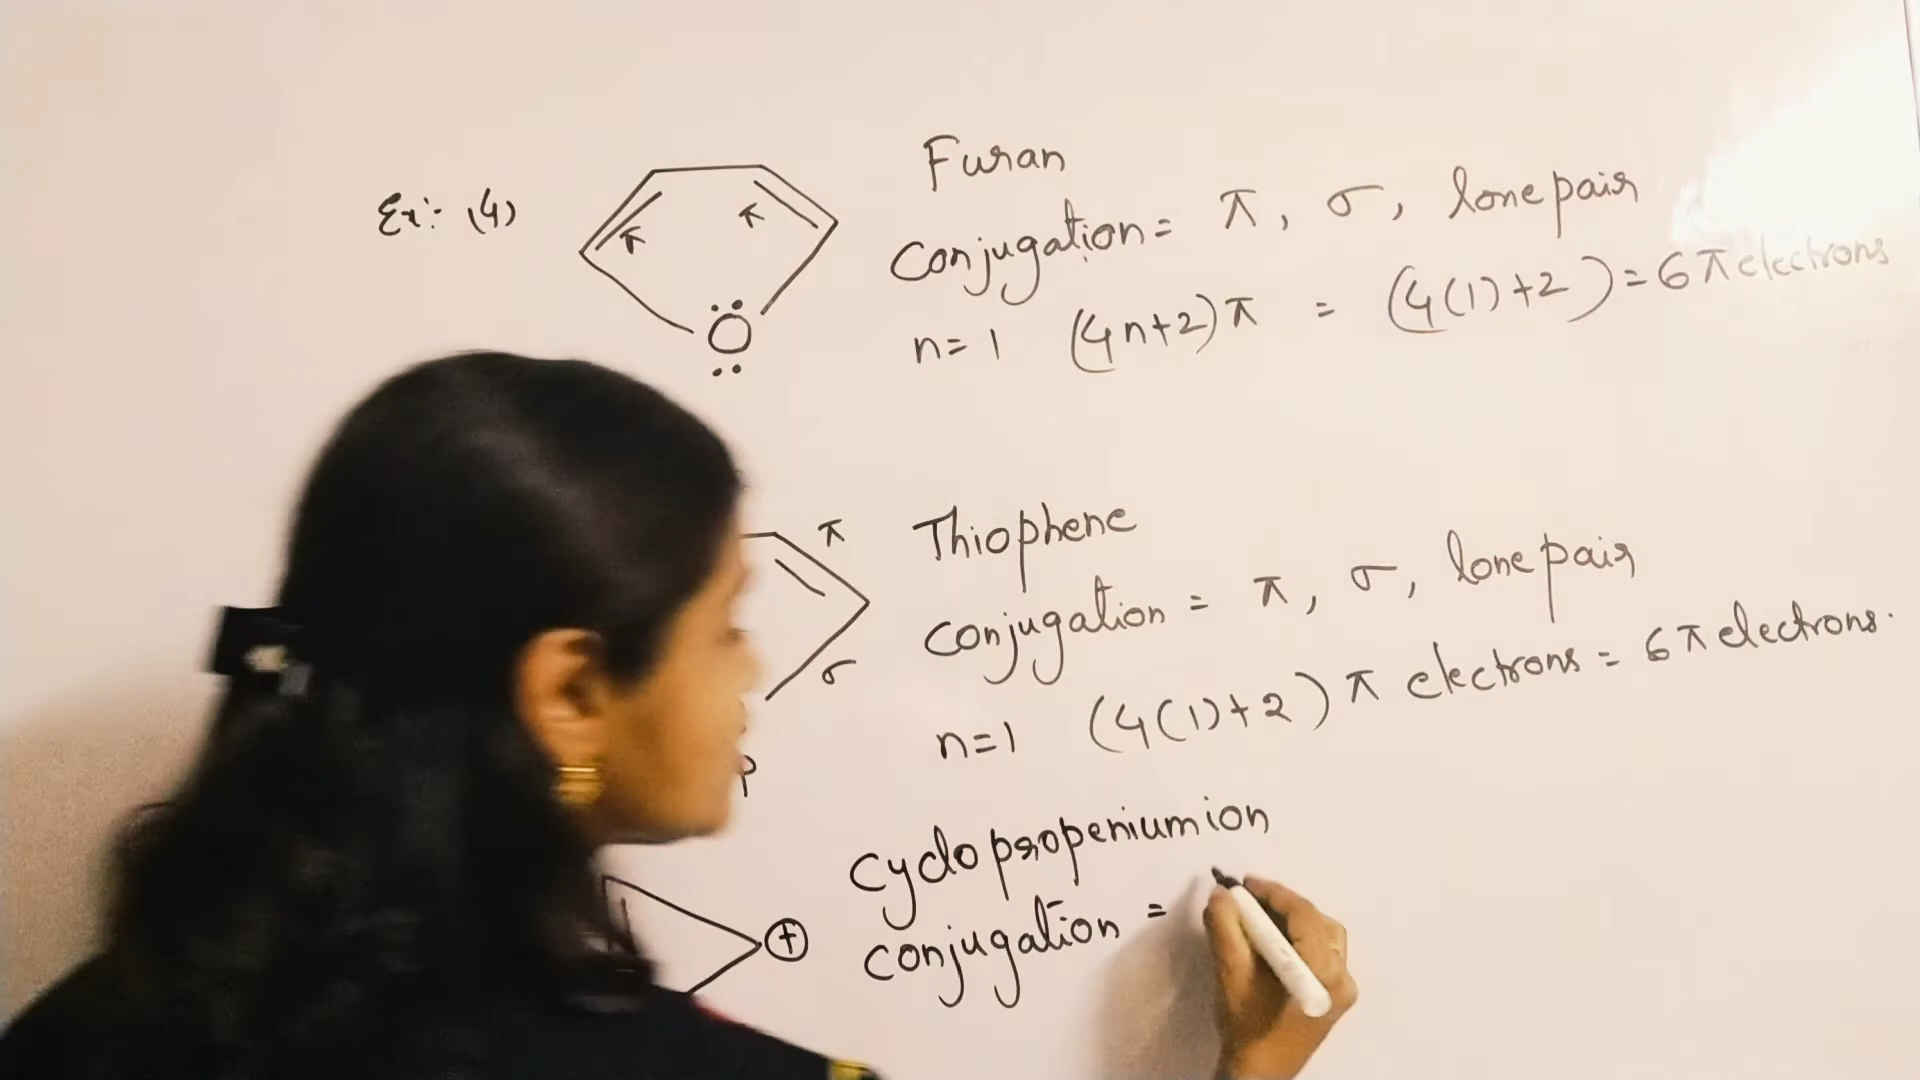 Ex:- (4)
π π
:O:
Furan
Conjugation = π, σ, lone pair
n=1 (4n+2)π = (4(1)+2) = 6π electrons
π
σ
Thiophene
conjugation = π, σ, lone pair
n=1 (4(1)+2) π electrons = 6π electrons.
+
cyclopropenium ion
conjugation =